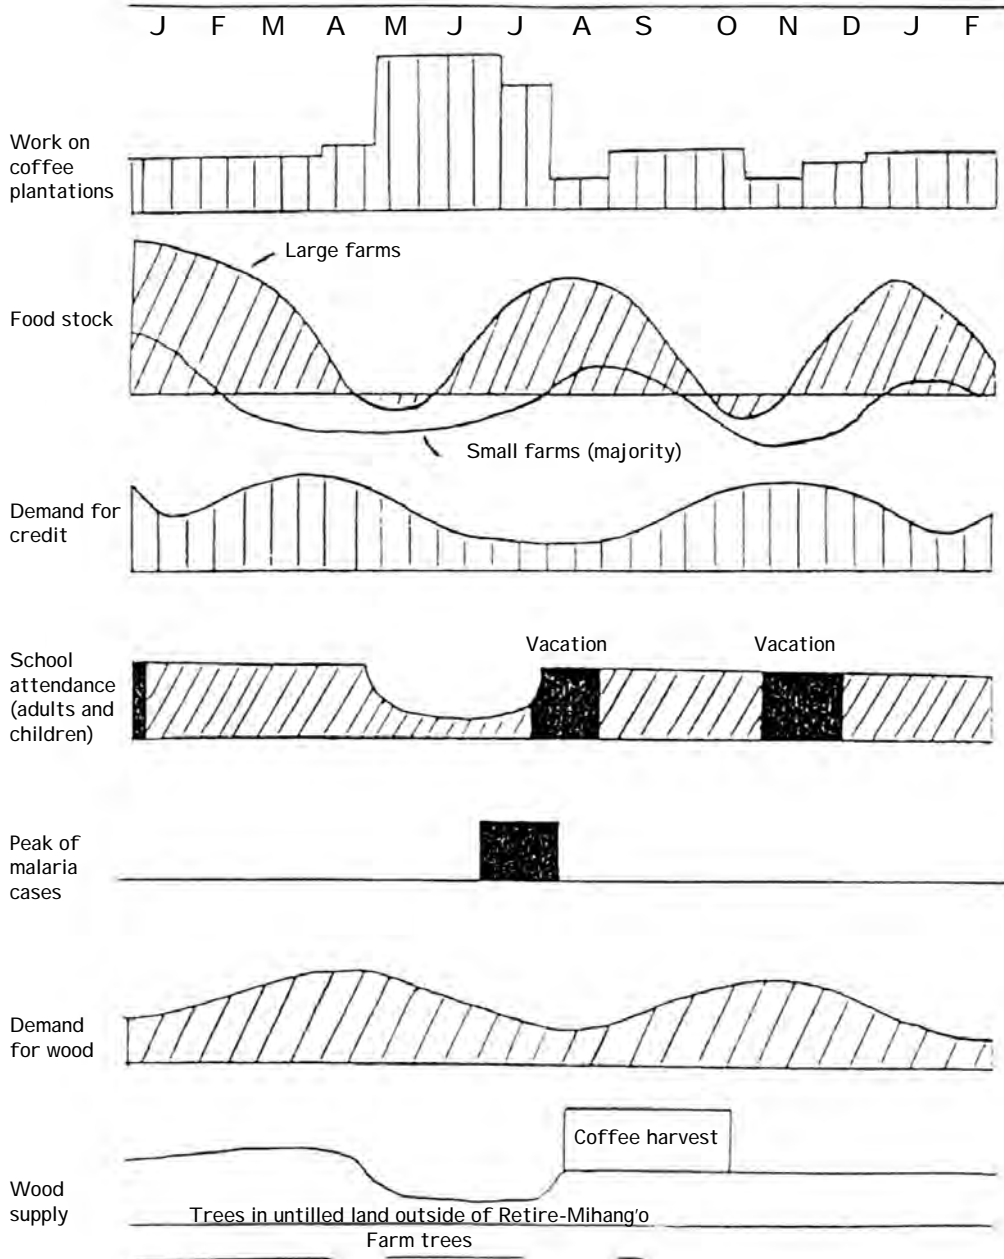 J F M A M J J A S O N D J F
Work on
coffee
plantations
Large farms
Food stock
Small farms (majority)
Demand for
credit
Vacation
Vacation
School
attendance
(adults and
children)
Peak of
malaria
cases
Demand
for wood
Coffee harvest
Wood
supply
Trees in untilled land outside of Retire-Mihang'o
Farm trees